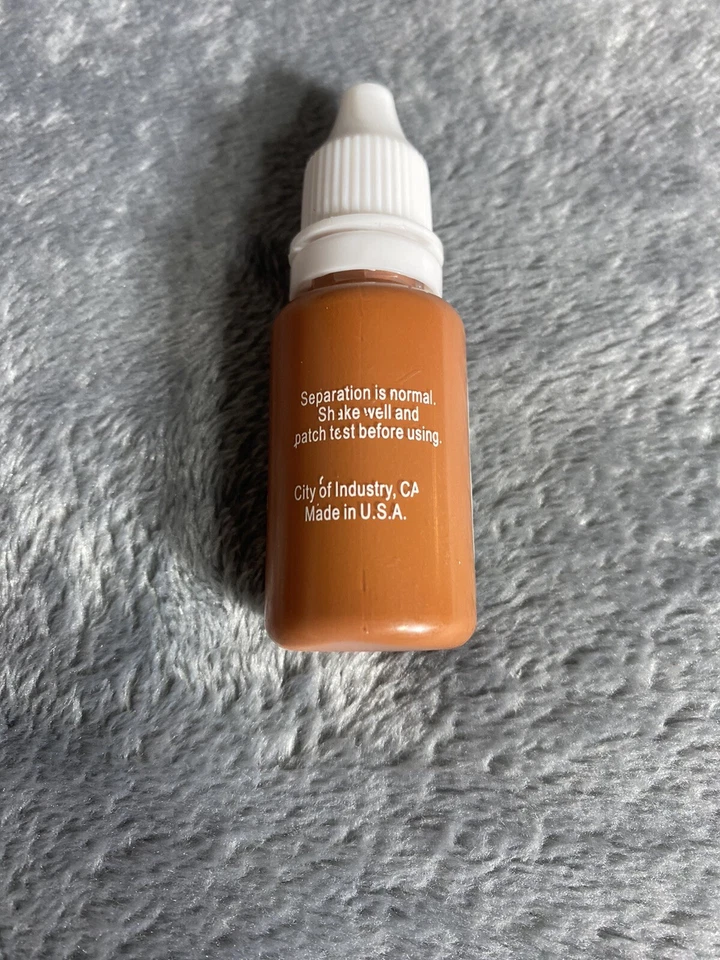 Separation is normal.
Shake well and
patch test before using.
City of Industry, CA
Made in U.S.A.